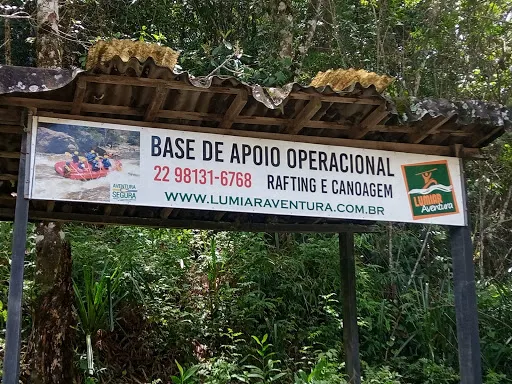 BASE DE APOIO OPERACIONAL
22 98131-6768 RAFTING E CANOAGEM
WWW.LUMIARAVENTURA.COM.BR
AVENTURA
SEGURA
LUMIAR
Aventura